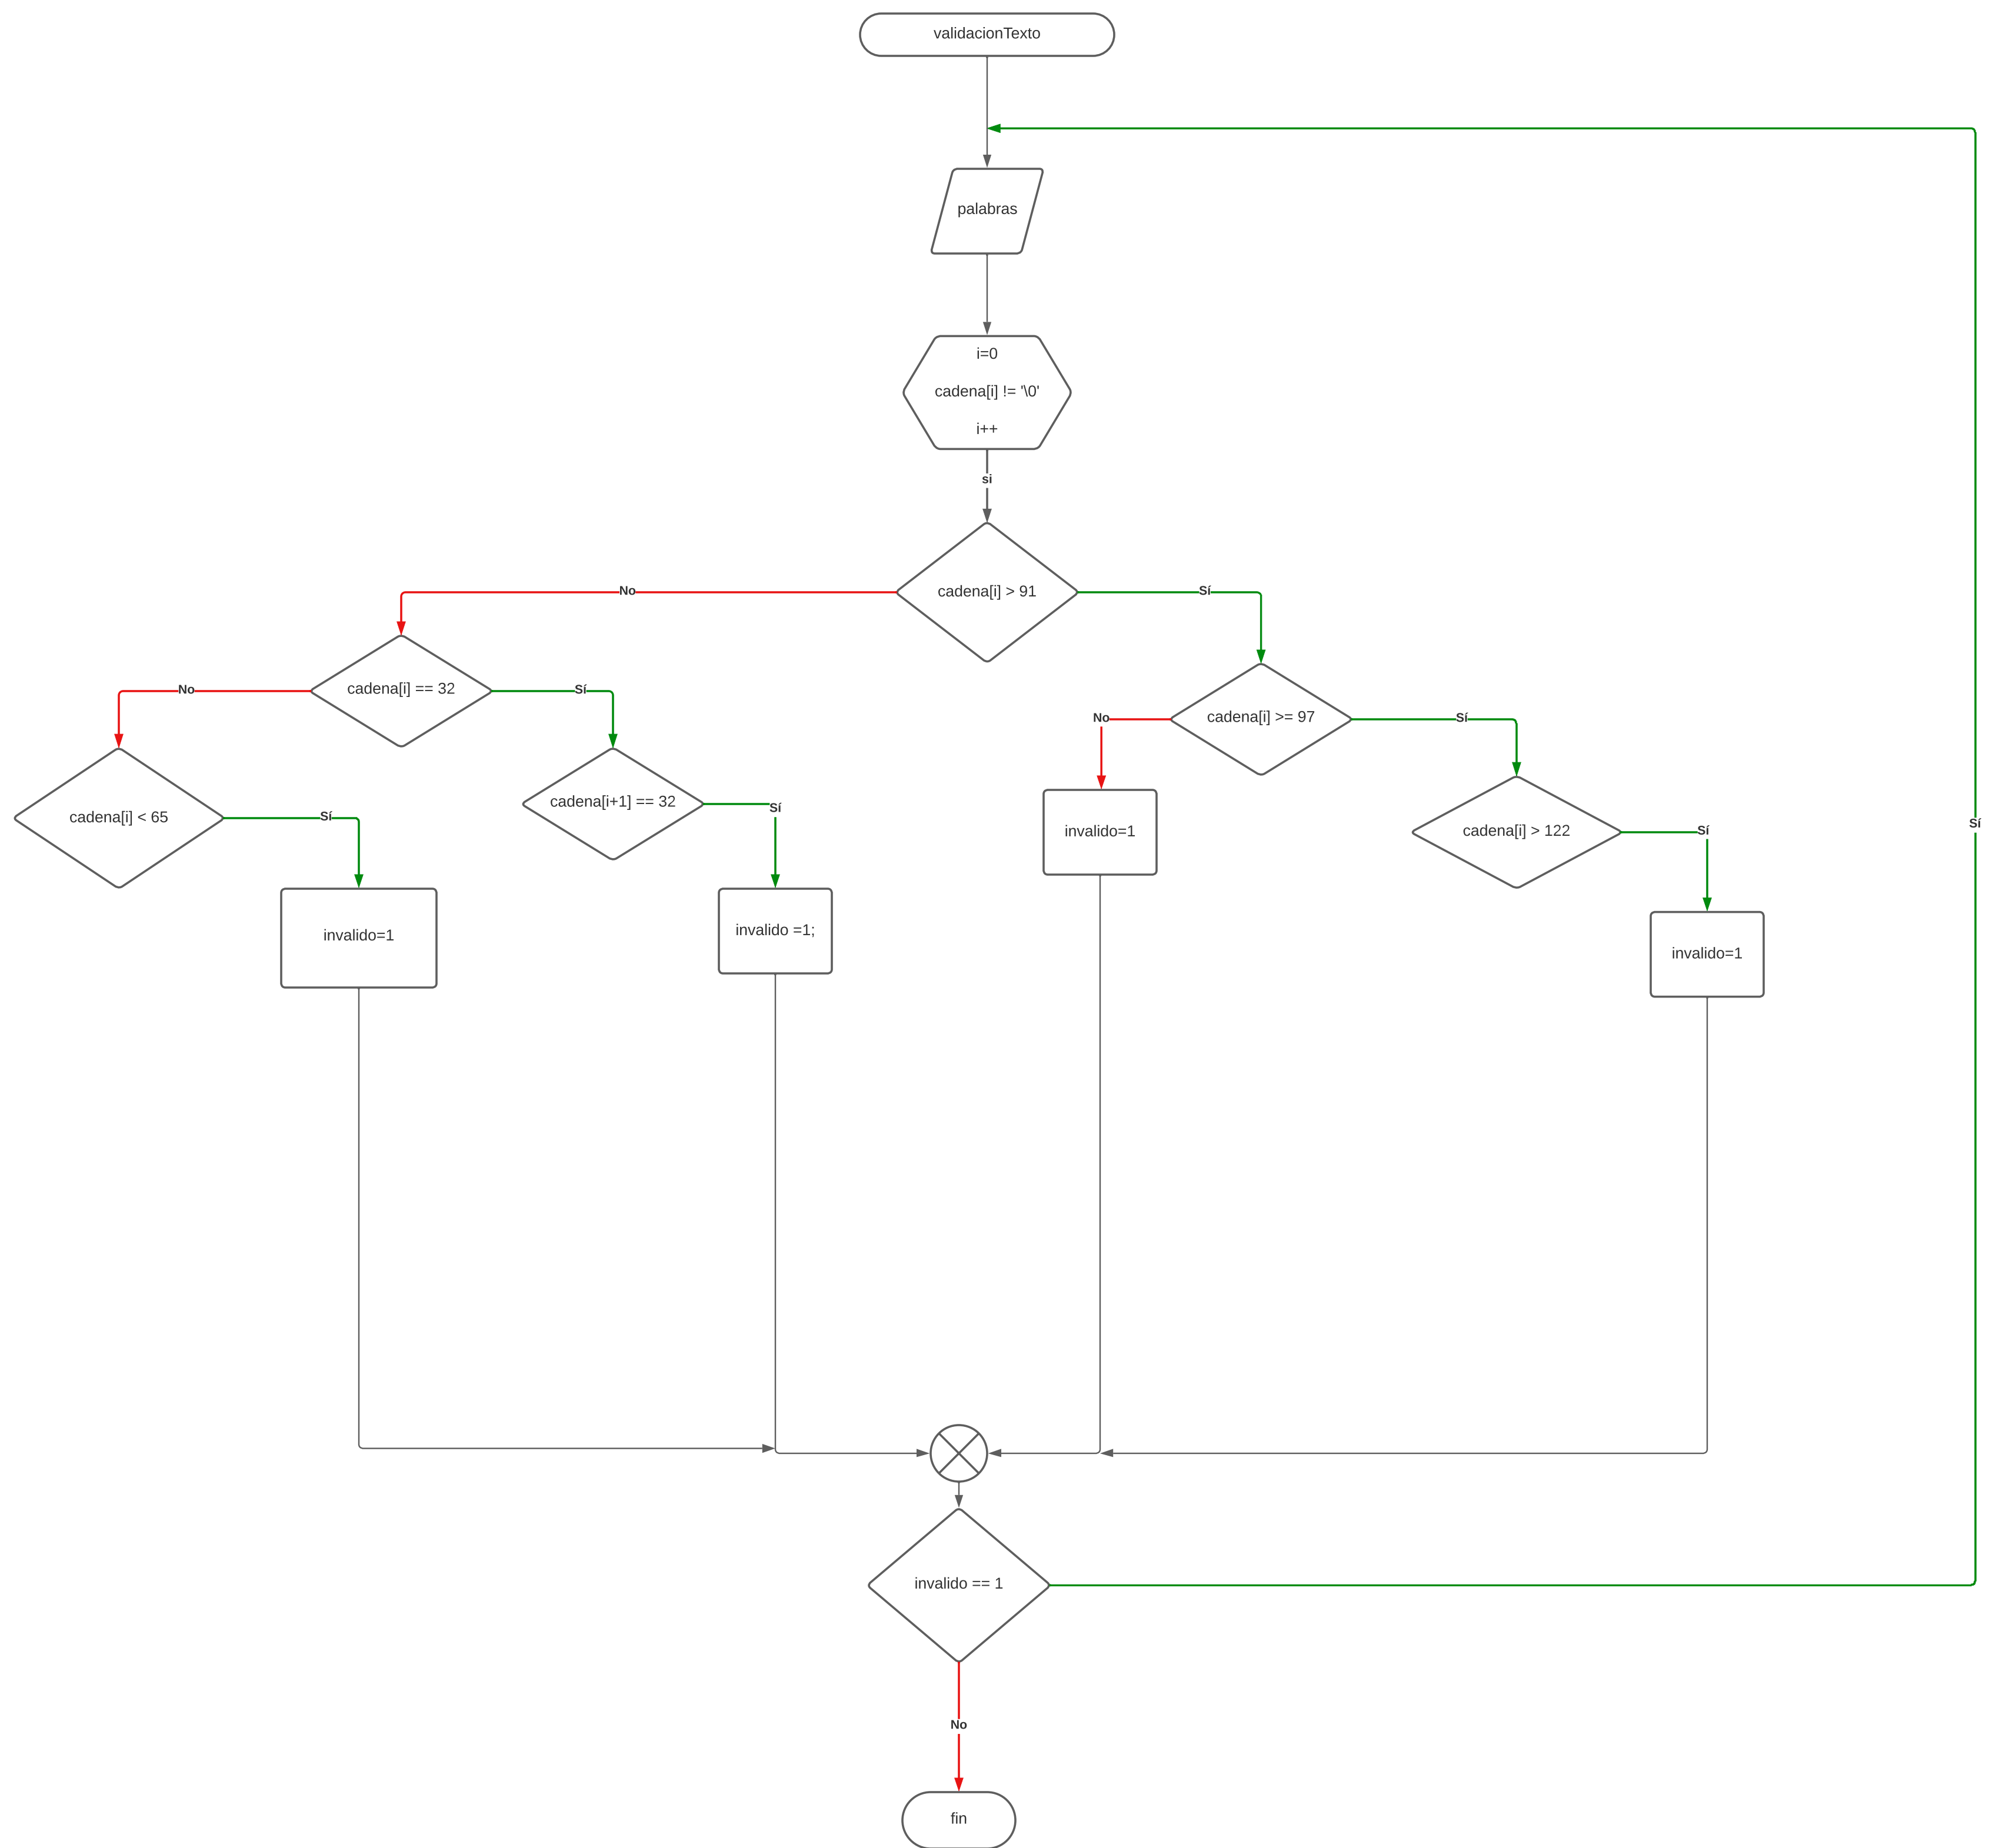 validacionTexto
palabras
i=0
cadena[i] != '\0'
i++
si
cadena[i] > 91
No
Sí
cadena[i] == 32
No
Sí
cadena[i] >= 97
No
Sí
cadena[i] < 65
Sí
cadena[i+1] == 32
Sí
invalido=1
cadena[i] > 122
Sí
Sí
invalido=1
invalido =1;
invalido=1
invalido == 1
No
fin